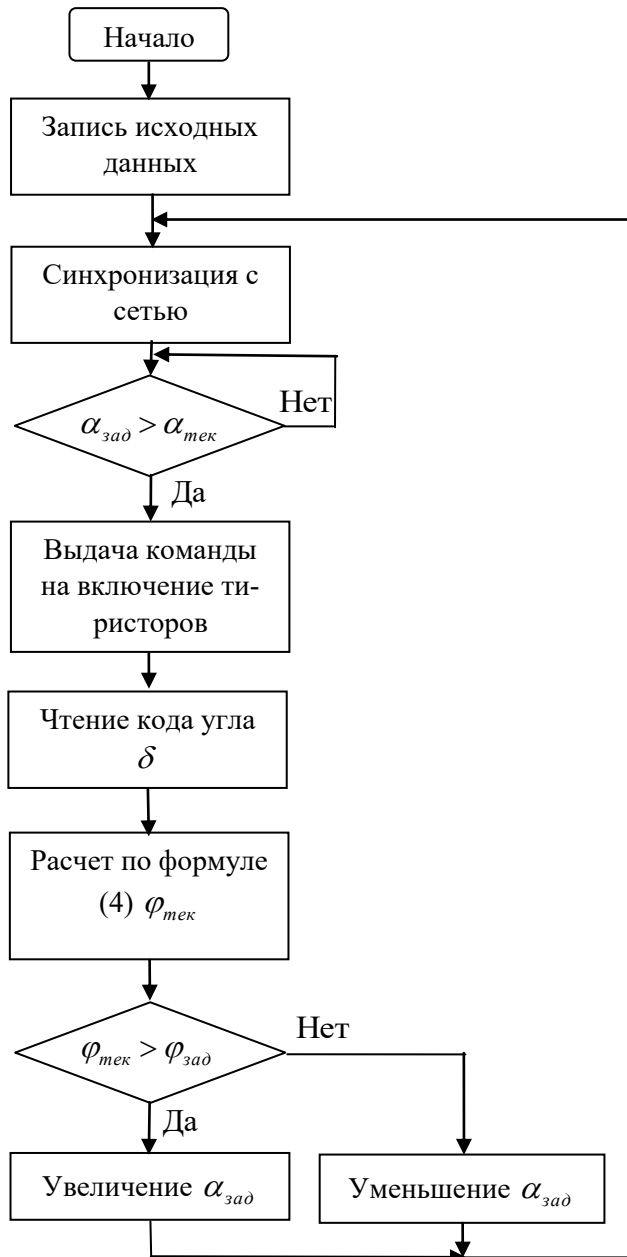 Начало
Запись исходных
данных
Синхронизация с
сетью
Нет
α_зад > α_тек
Да
Выдача команды
на включение ти-
ристоров
Чтение кода угла
δ
Расчет по формуле
(4) φ_тек
Нет
φ_тек > φ_зад
Да
Увеличение α_зад
Уменьшение α_зад